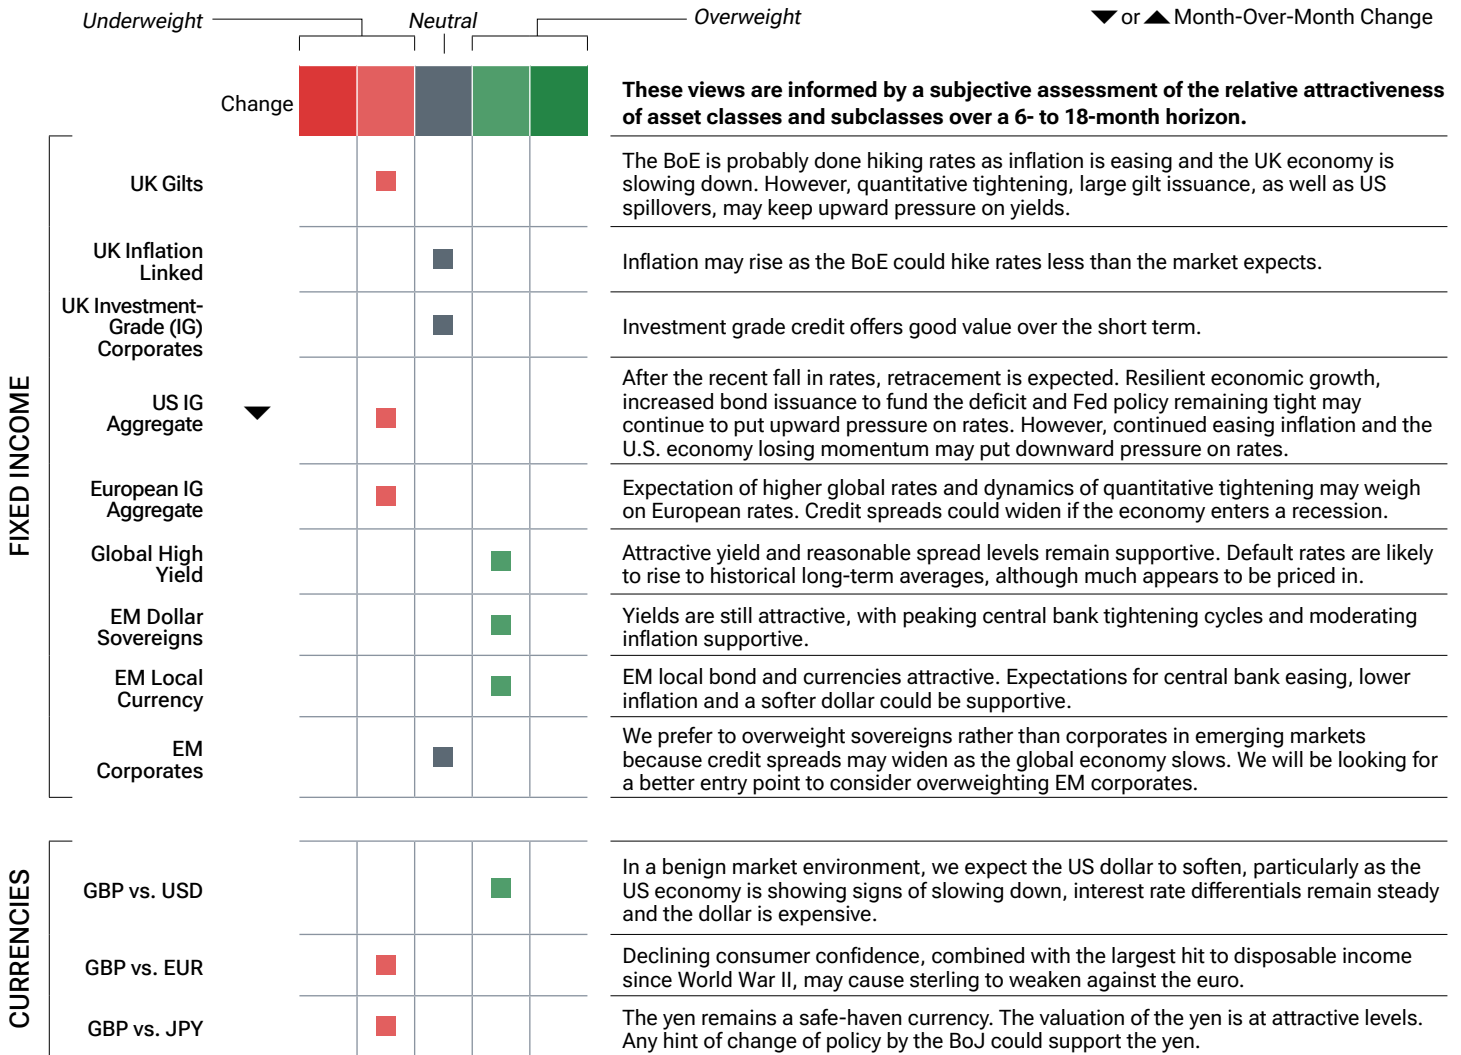 Underweight
Neutral
Overweight
▼ or ▲ Month-Over-Month Change
Change
These views are informed by a subjective assessment of the relative attractiveness
of asset classes and subclasses over a 6- to 18-month horizon.
FIXED INCOME
UK Gilts
The BoE is probably done hiking rates as inflation is easing and the UK economy is
slowing down. However, quantitative tightening, large gilt issuance, as well as US
spillovers, may keep upward pressure on yields.
UK Inflation
Linked
Inflation may rise as the BoE could hike rates less than the market expects.
UK Investment-
Grade (IG)
Corporates
Investment grade credit offers good value over the short term.
US IG
Aggregate
After the recent fall in rates, retracement is expected. Resilient economic growth,
increased bond issuance to fund the deficit and Fed policy remaining tight may
continue to put upward pressure on rates. However, continued easing inflation and the
U.S. economy losing momentum may put downward pressure on rates.
European IG
Aggregate
Expectation of higher global rates and dynamics of quantitative tightening may weigh
on European rates. Credit spreads could widen if the economy enters a recession.
Global High
Yield
Attractive yield and reasonable spread levels remain supportive. Default rates are likely
to rise to historical long-term averages, although much appears to be priced in.
EM Dollar
Sovereigns
Yields are still attractive, with peaking central bank tightening cycles and moderating
inflation supportive.
EM Local
Currency
EM local bond and currencies attractive. Expectations for central bank easing, lower
inflation and a softer dollar could be supportive.
EM
Corporates
We prefer to overweight sovereigns rather than corporates in emerging markets
because credit spreads may widen as the global economy slows. We will be looking for
a better entry point to consider overweighting EM corporates.
CURRENCIES
GBP vs. USD
In a benign market environment, we expect the US dollar to soften, particularly as the
US economy is showing signs of slowing down, interest rate differentials remain steady
and the dollar is expensive.
GBP vs. EUR
Declining consumer confidence, combined with the largest hit to disposable income
since World War II, may cause sterling to weaken against the euro.
GBP vs. JPY
The yen remains a safe-haven currency. The valuation of the yen is at attractive levels.
Any hint of change of policy by the BoJ could support the yen.